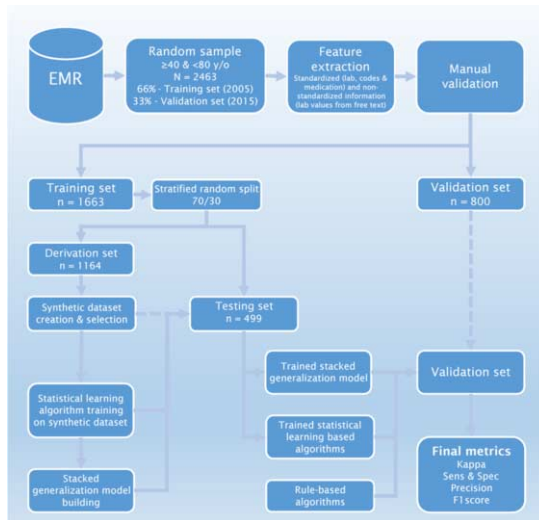 EMR
Random sample
≥40 & <80 y/o
N = 2463
66% - Training set (2005)
33% - Validation set (2015)
Feature
extraction
Standardized (lab, codes &
medication) and non-
standardized information
(lab values from free text)
Manual
validation
Training set
n = 1663
Stratified random split
70/30
Validation set
n = 800
Derivation set
n = 1164
Synthetic dataset
creation & selection
Testing set
n = 499
Statistical learning
algorithm training
on synthetic dataset
Stacked
generalization model
building
Trained stacked
generalization model
Trained statistical
learning based
algorithms
Rule-based
algorithms
Validation set
Final metrics
Kappa
Sens & Spec
Precision
F1score